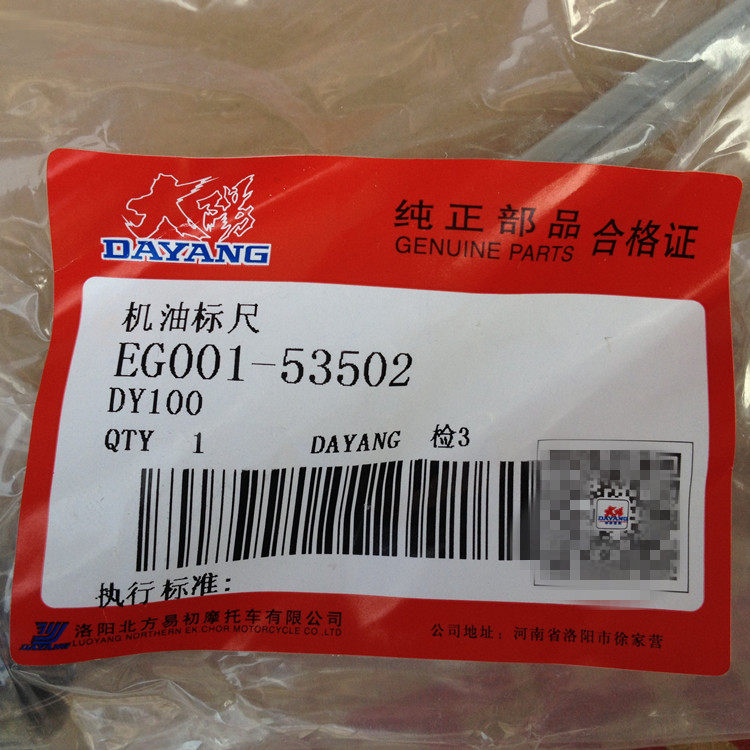 大陽
DAYANG
纯正部品 合格证
GENUINE PARTS
机油标尺
EG001-53502
DY100
QTY 1 DAYANG 检3
DAYANG
执行标准:
DAYANG
洛阳北方易初摩托车有限公司
LUOYANG NORTHERN EK CHOR MOTORCYCLE CO.,LTD.
公司地址: 河南省洛阳市徐家营